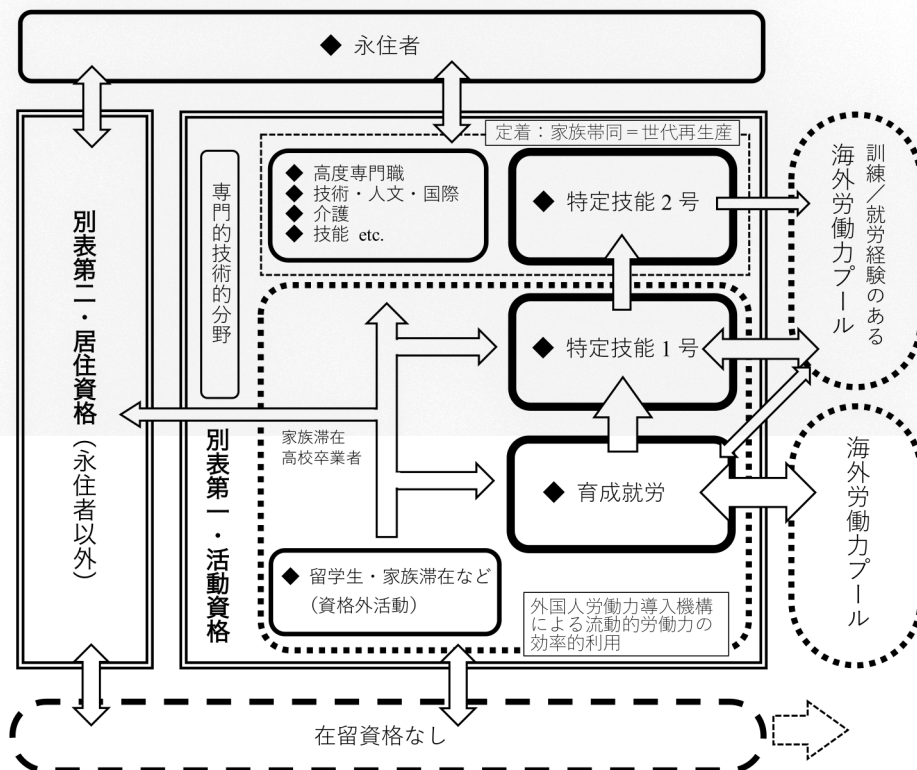 ◆ 永住者
定着：家族帯同＝世代再生産
◆ 高度専門職
◆ 技術・人文・国際
◆ 介護
◆ 技能 etc.
◆ 特定技能 2 号
専門的技術的分野
別表第二・居住資格（永住者以外）
訓練／就労経験のある
海外労働力プール
◆ 特定技能 1 号
家族滞在
高校卒業者
別表第一・活動資格
◆ 育成就労
海外労働力プール
◆ 留学生・家族滞在など
（資格外活動）
外国人労働力導入機構
による流動的労働力の
効率的利用
在留資格なし